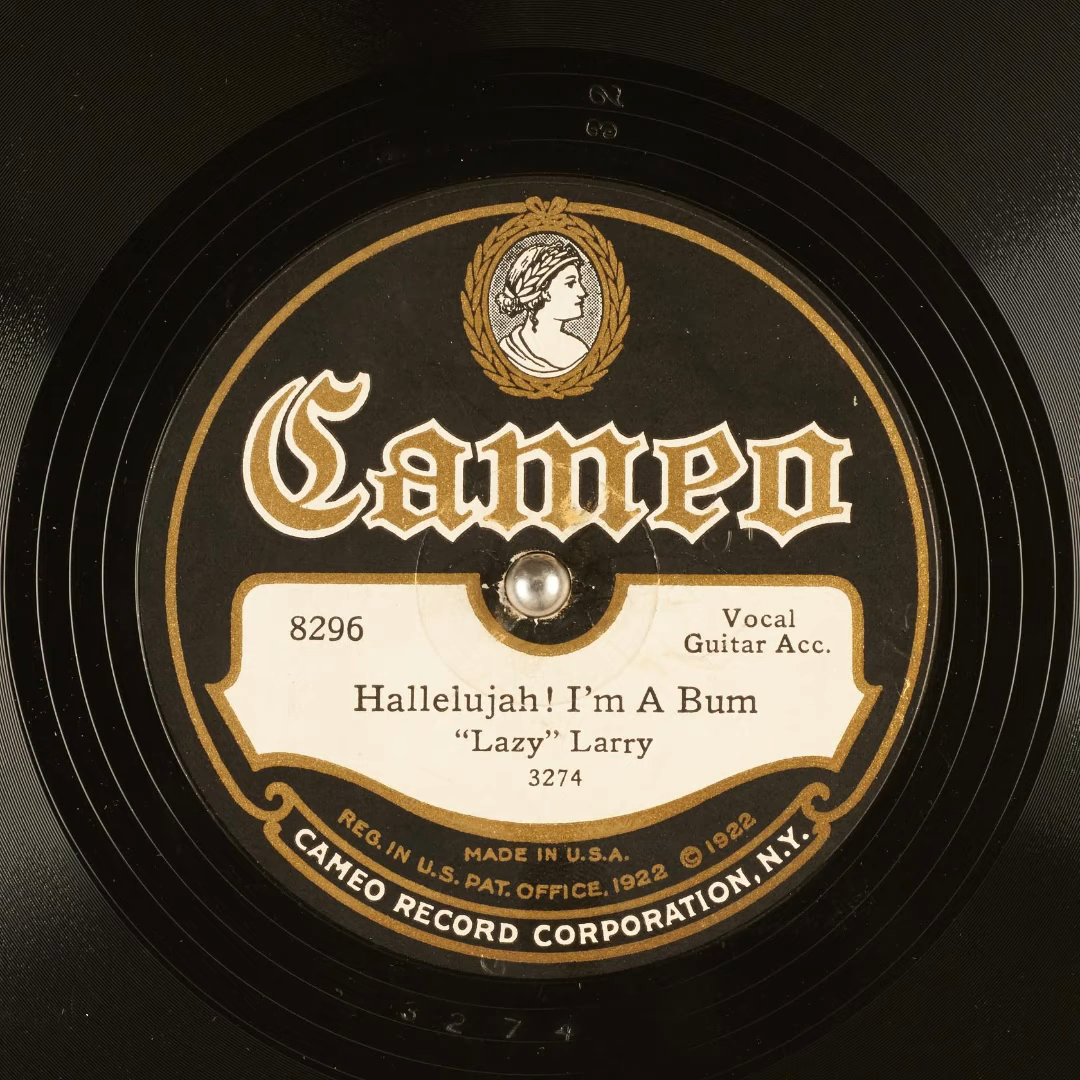 Cameo
8296
Vocal
Guitar Acc.
Hallelujah! I'm A Bum
"Lazy" Larry
3274
MADE IN U.S.A.
REG. IN U.S. PAT. OFFICE, 1922 © 1922
CAMEO RECORD CORPORATION, N.Y.
3274